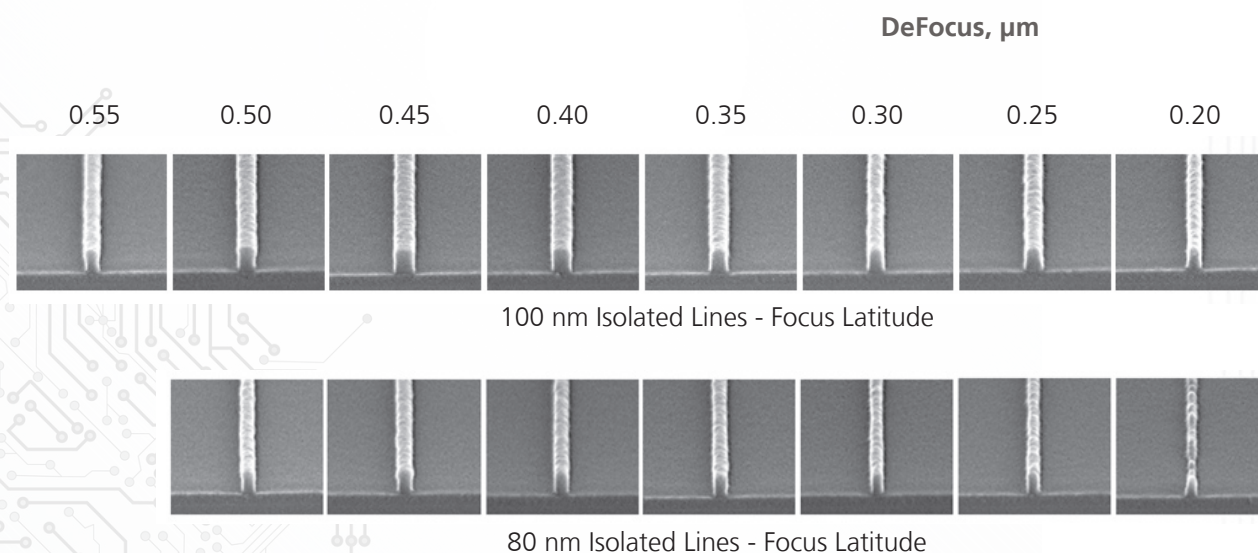 DeFocus, µm
0.55 0.50 0.45 0.40 0.35 0.30 0.25 0.20
100 nm Isolated Lines - Focus Latitude
80 nm Isolated Lines - Focus Latitude